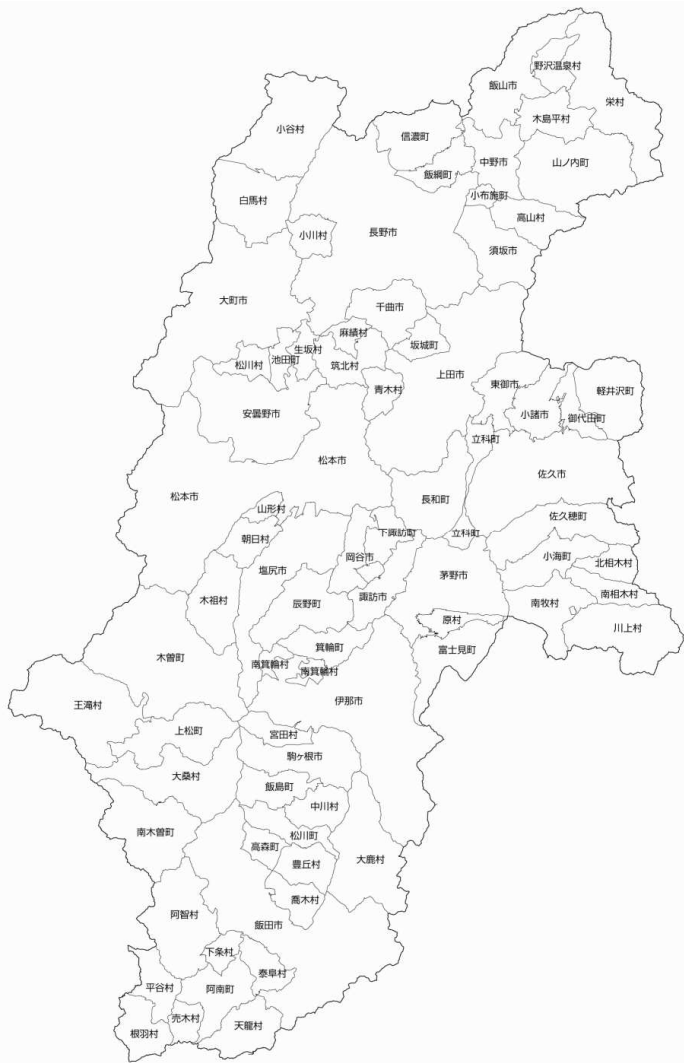 野沢温泉村
飯山市
栄村
木島平村
小谷村
信濃町
中野市
山ノ内町
飯綱町
小布施町
白馬村
高山村
小川村
長野市
須坂市
大町市
千曲市
麻績村
坂城町
生坂村
池田町
松川村
筑北村
上田市
青木村
東御市
軽井沢町
安曇野市
小諸市
御代田町
立科町
松本市
佐久市
松本市
長和町
山形村
佐久穂町
下諏訪町
立科町
朝日村
岡谷市
小海町
北相木村
塩尻市
茅野市
南相木村
木祖村
辰野町
諏訪市
南牧村
原村
川上村
箕輪町
富士見町
木曽町
南箕輪村
南箕輪村
伊那市
王滝村
上松町
宮田村
駒ヶ根市
大桑村
飯島町
中川村
南木曽町
松川町
高森町
大鹿村
豊丘村
喬木村
阿智村
飯田市
下条村
泰阜村
平谷村
阿南町
売木村
天龍村
根羽村